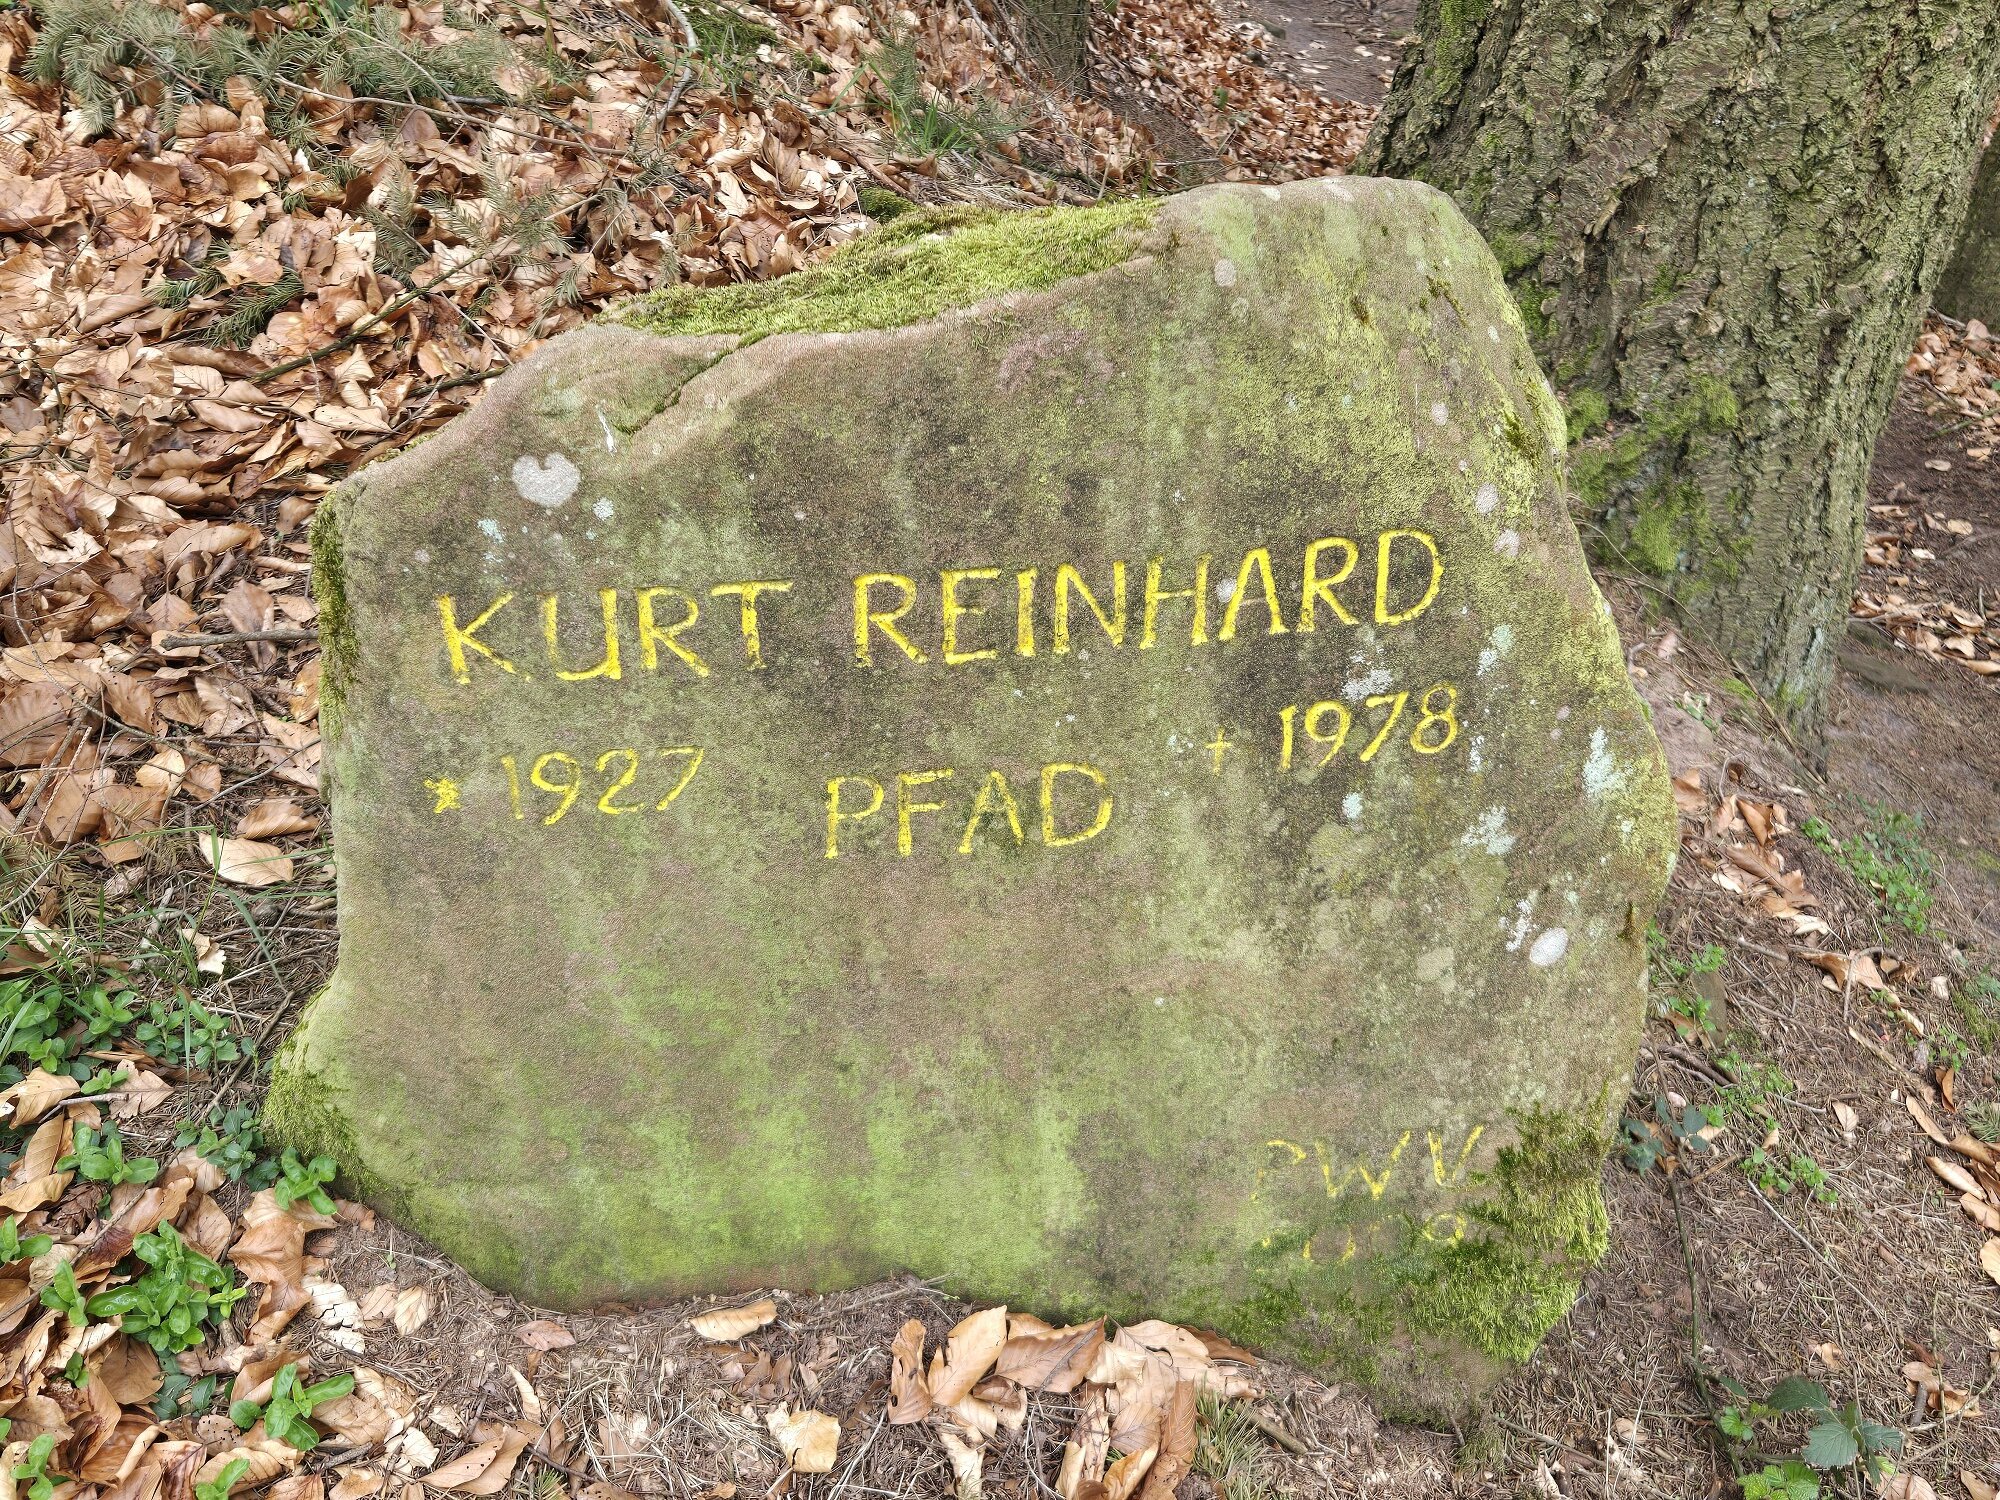 KURT REINHARD
* 1927 PFAD † 1978
PWV